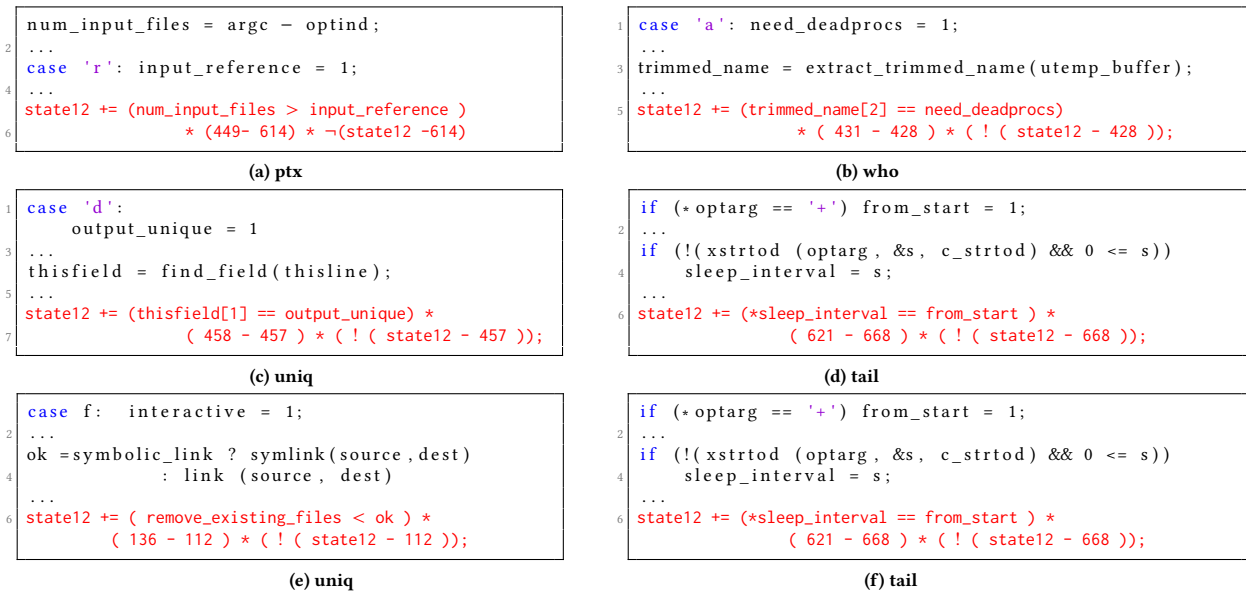 num_input_files = argc − optind;
2 ...
case 'r': input_reference = 1;
4 ...
state12 += (num_input_files > input_reference )
6 * (449- 614) * ¬(state12 -614)
(a) ptx
1 case 'a': need_deadprocs = 1;
...
3 trimmed_name = extract_trimmed_name(utemp_buffer);
...
5 state12 += (trimmed_name[2] == need_deadprocs)
* ( 431 - 428 ) * ( ! ( state12 - 428 ));
(b) who
1 case 'd':
output_unique = 1
3 ...
thisfield = find_field(thisline);
5 ...
state12 += (thisfield[1] == output_unique) *
7 ( 458 - 457 ) * ( ! ( state12 - 457 ));
(c) uniq
if (*optarg == '+') from_start = 1;
2 ...
if (!(xstrtod (optarg, &s, c_strtod) && 0 <= s))
4 sleep_interval = s;
...
6 state12 += (*sleep_interval == from_start ) *
( 621 - 668 ) * ( ! ( state12 - 668 ));
(d) tail
case f: interactive = 1;
2 ...
ok =symbolic_link ? symlink(source,dest)
4 : link (source, dest)
...
6 state12 += ( remove_existing_files < ok ) *
( 136 - 112 ) * ( ! ( state12 - 112 ));
(e) uniq
if (*optarg == '+') from_start = 1;
2 ...
if (!(xstrtod (optarg, &s, c_strtod) && 0 <= s))
4 sleep_interval = s;
...
6 state12 += (*sleep_interval == from_start ) *
( 621 - 668 ) * ( ! ( state12 - 668 ));
(f) tail